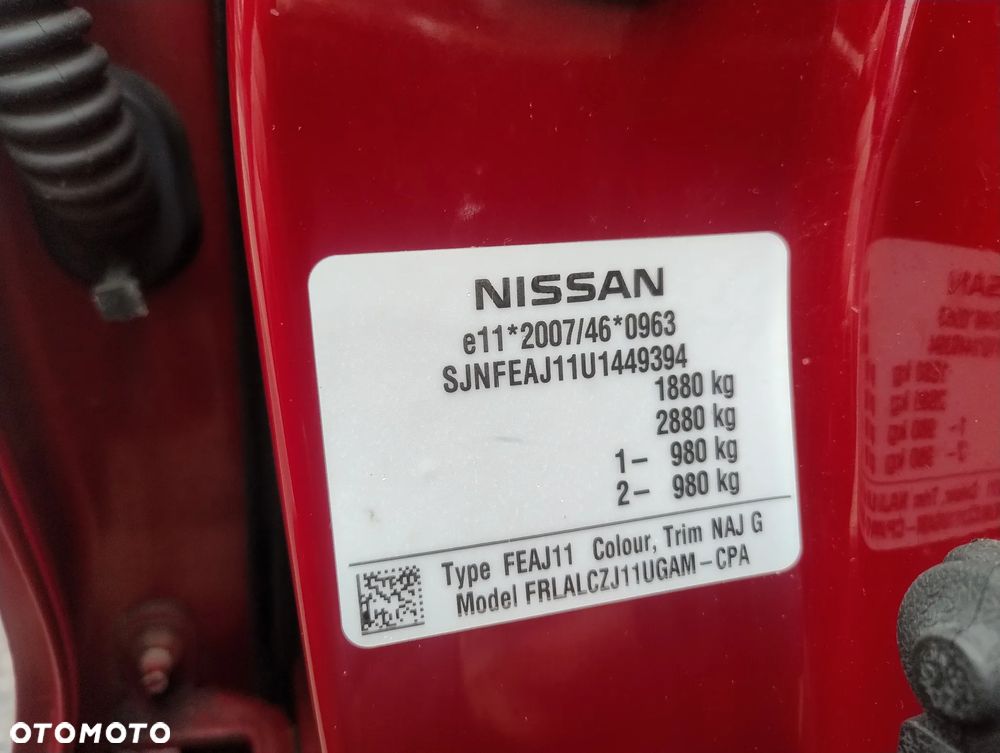 NISSAN
e11*2007/46*0963
SJNFEAJ11U1449394
1880 kg
2880 kg
1– 980 kg
2– 980 kg
Type FEAJ11 Colour, Trim NAJ G
Model FRLALCZJ11UGAM–CPA
OTOMOTO